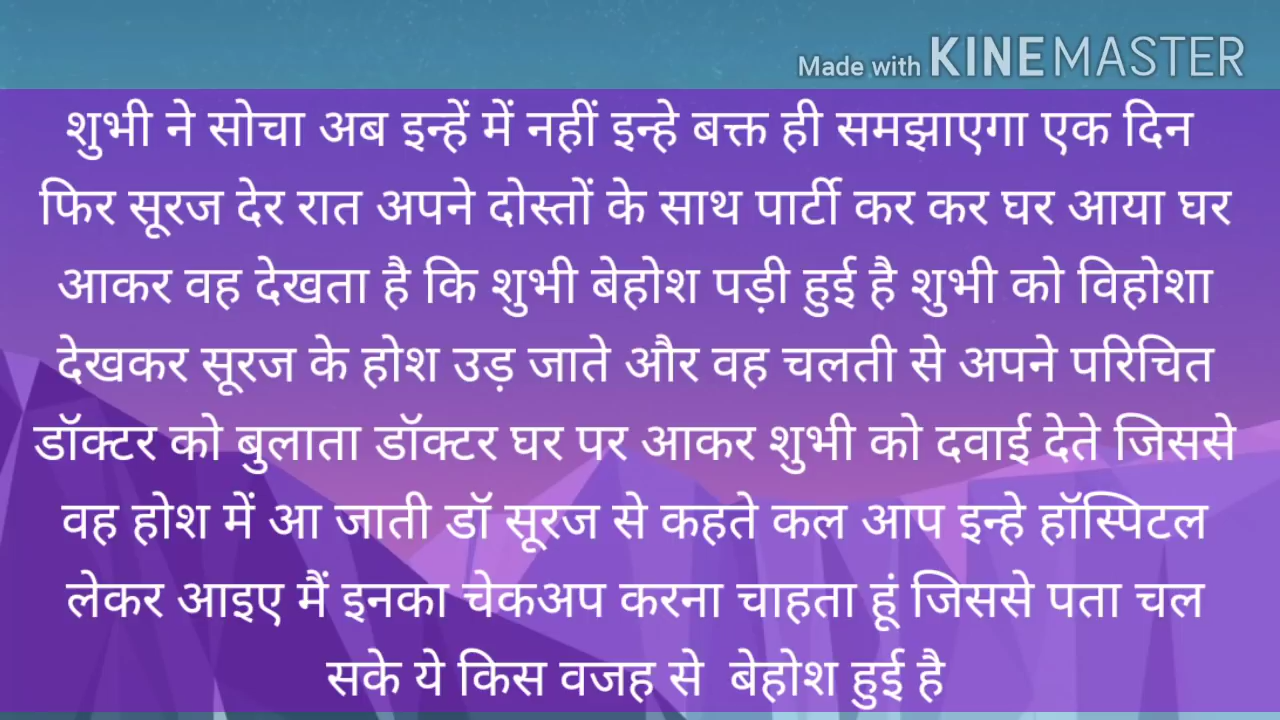 Made with KINEMASTER
शुभी ने सोचा अब इन्हें में नहीं इन्हे बक्त ही समझाएगा एक दिन
फिर सूरज देर रात अपने दोस्तों के साथ पार्टी कर कर घर आया घर
आकर वह देखता है कि शुभी बेहोश पड़ी हुई है शुभी को विहोशा
देखकर सूरज के होश उड़ जाते और वह चलती से अपने परिचित
डॉक्टर को बुलाता डॉक्टर घर पर आकर शुभी को दवाई देते जिससे
वह होश में आ जाती डॉ सूरज से कहते कल आप इन्हे हॉस्पिटल
लेकर आइए मैं इनका चेकअप करना चाहता हूं जिससे पता चल
सके ये किस वजह से बेहोश हुई है